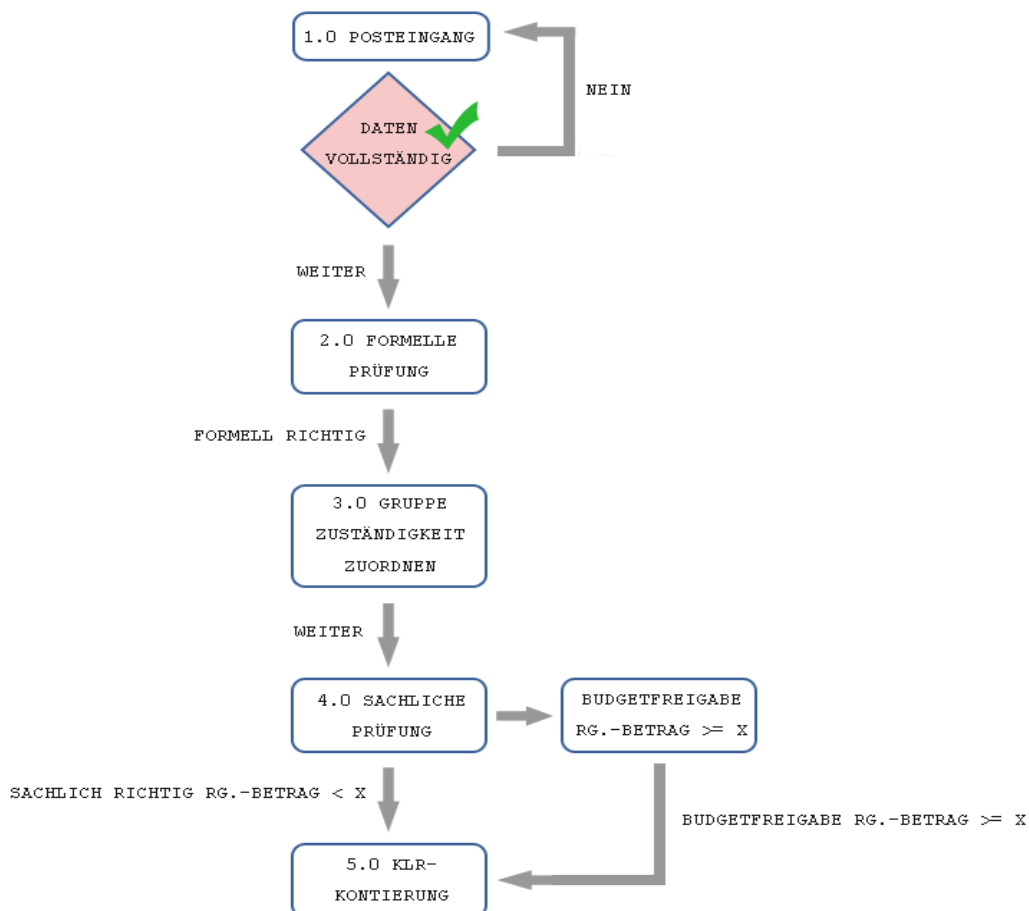 1.0 POSTEINGANG
NEIN
DATEN
VOLLSTÄNDIG
WEITER
2.0 FORMELLE
PRÜFUNG
FORMELL RICHTIG
3.0 GRUPPE
ZUSTÄNDIGKEIT
ZUORDNEN
WEITER
4.0 SACHLICHE
PRÜFUNG
BUDGETFREIGABE
RG.-BETRAG >= X
SACHLICH RICHTIG RG.-BETRAG < X
BUDGETFREIGABE RG.-BETRAG >= X
5.0 KLR-
KONTIERUNG